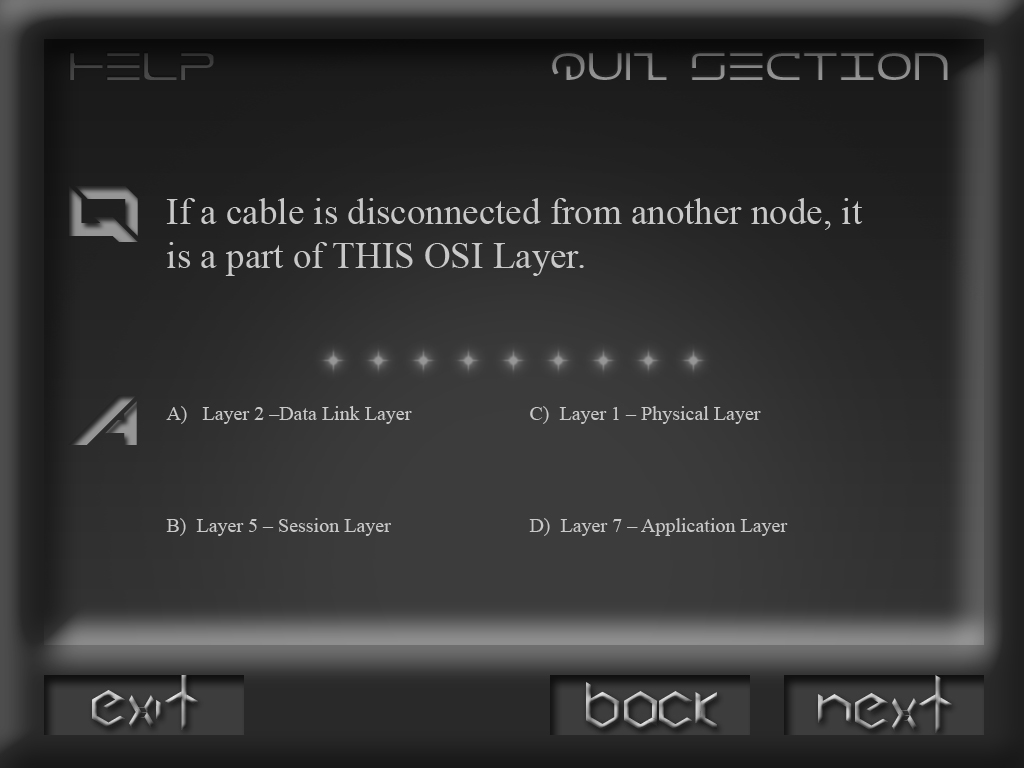 HELP
QUIZ SECTION
Q
If a cable is disconnected from another node, it
is a part of THIS OSI Layer.
A
A) Layer 2 –Data Link Layer
C) Layer 1 – Physical Layer
B) Layer 5 – Session Layer
D) Layer 7 – Application Layer
exit
back
next